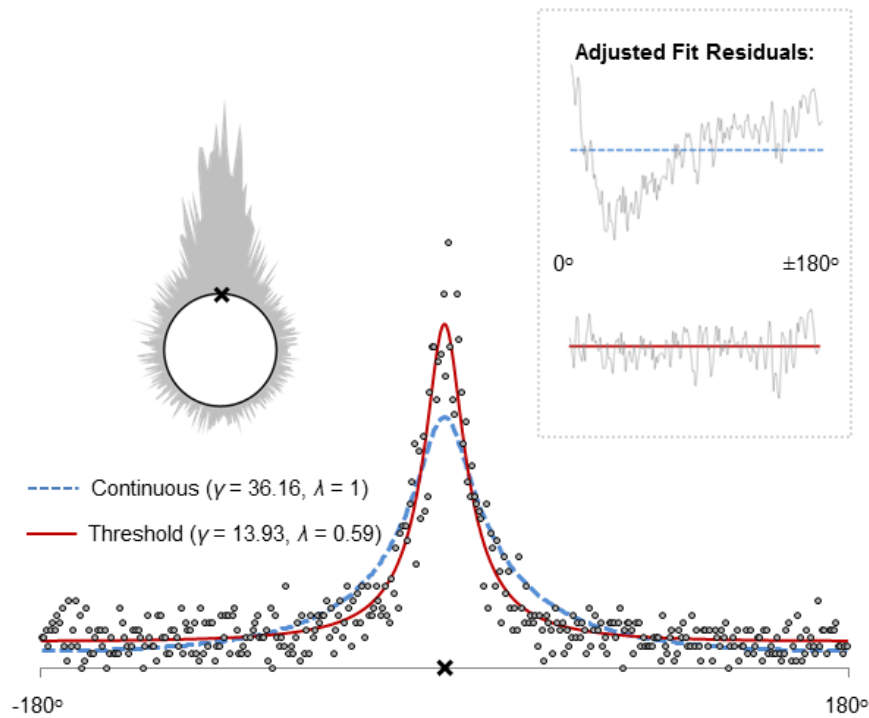 Adjusted Fit Residuals:
0°
±180°
Continuous (γ = 36.16, λ = 1)
Threshold (γ = 13.93, λ = 0.59)
-180°
180°